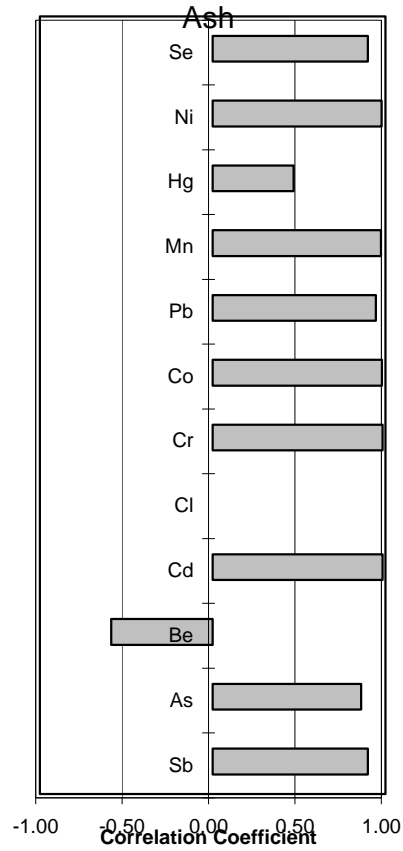 Ash
Se
Ni
Hg
Mn
Pb
Co
Cr
Cl
Cd
Be
As
Sb
-1.00 -0.50 0.00 0.50 1.00
Correlation Coefficient